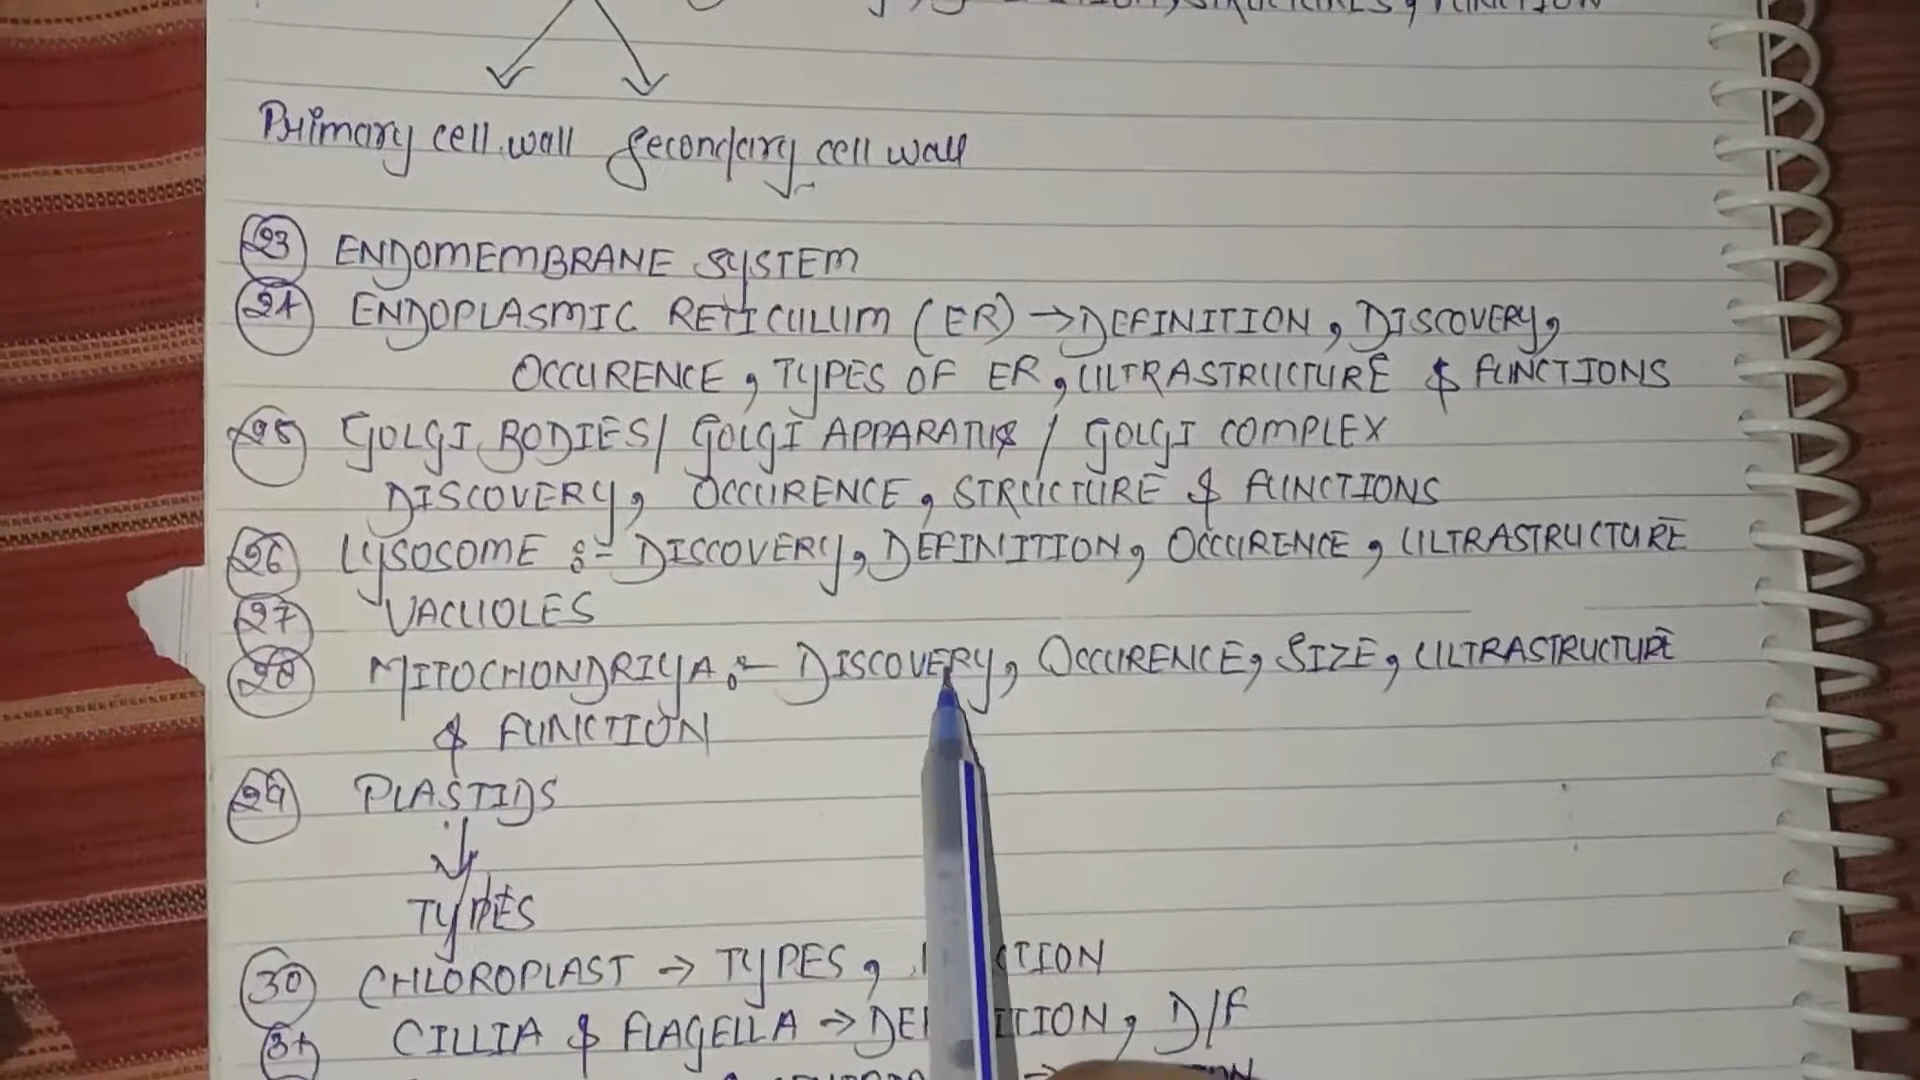 STRUCTURES, FUNCTION
Primary cell wall Secondary cell wall
23 ENDOMEMBRANE SYSTEM
24 ENDOPLASMIC RETICULUM (ER) → DEFINITION, DISCOVERY,
OCCURENCE, TYPES OF ER, ULTRASTRUCTURE & FUNCTIONS
25 GOLGI BODIES/ GOLGI APPARATUS / GOLGI COMPLEX
DISCOVERY, OCCURENCE, STRUCTURE & FUNCTIONS
26 LYSOSOME :- DISCOVERY, DEFINITION, OCCURENCE, ULTRASTRUCTURE
27 VACUOLES
28 MITOCHONDRIYA :- DISCOVERY, OCCURENCE, SIZE, ULTRASTRUCTURE
& FUNCTION
29 PLASTIDS
↓
TYPES
30 CHLOROPLAST → TYPES,
31 CILLIA & FLAGELLA → , D/F